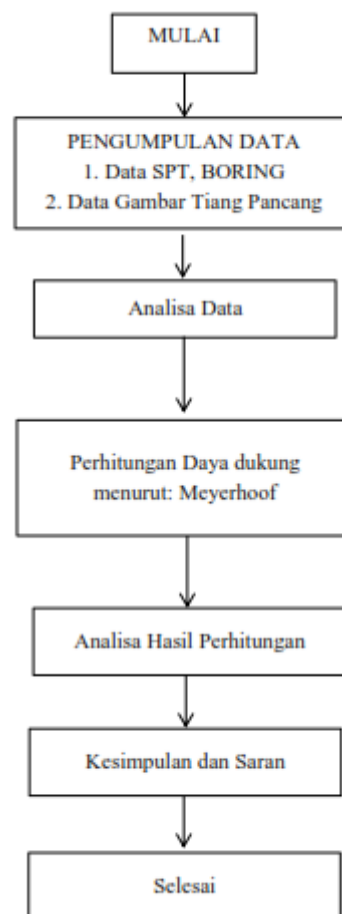 MULAI
PENGUMPULAN DATA
1. Data SPT, BORING
2. Data Gambar Tiang Pancang
Analisa Data
Perhitungan Daya dukung
menurut: Meyerhoof
Analisa Hasil Perhitungan
Kesimpulan dan Saran
Selesai